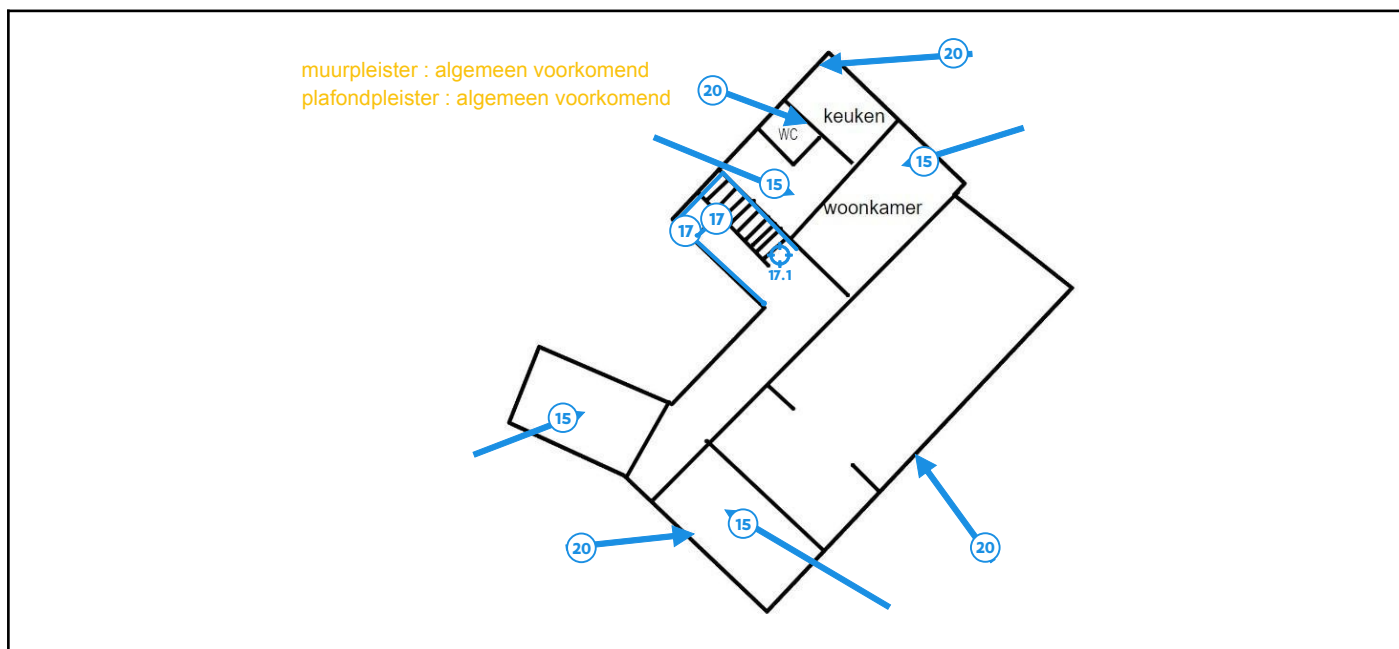 muurpleister : algemeen voorkomend
plafondpleister : algemeen voorkomend
20
20
keuken
WC
15
15
woonkamer
17
17
17.1
15
15
20
20